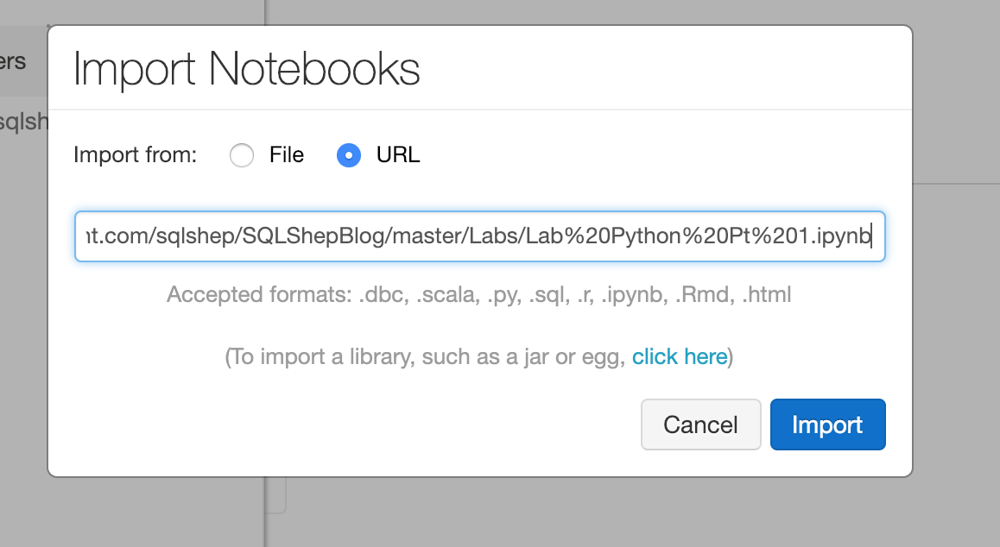 Import Notebooks
ers
sqlsh
Import from: File URL
nt.com/sqlshep/SQLShepBlog/master/Labs/Lab%20Python%20Pt%201.ipynb
Accepted formats: .dbc, .scala, .py, .sql, .r, .ipynb, .Rmd, .html
(To import a library, such as a jar or egg, click here)
Cancel Import